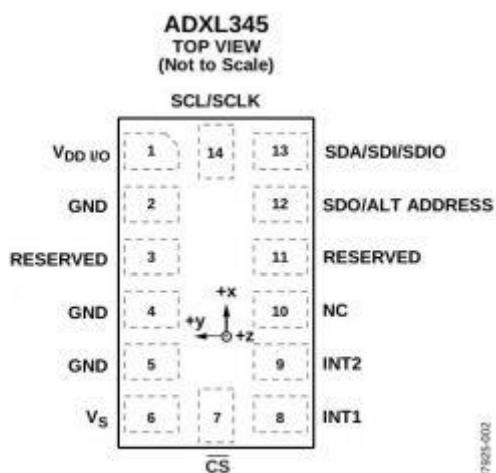 ADXL345
TOP VIEW
(Not to Scale)
SCL/SCLK
VDD I/O 1 14 13 SDA/SDI/SDIO
GND 2 12 SDO/ALT ADDRESS
RESERVED 3 11 RESERVED
+x
GND 4 10 NC
+y +z
GND 5 9 INT2
VS 6 7 8 INT1
CS
7925-002